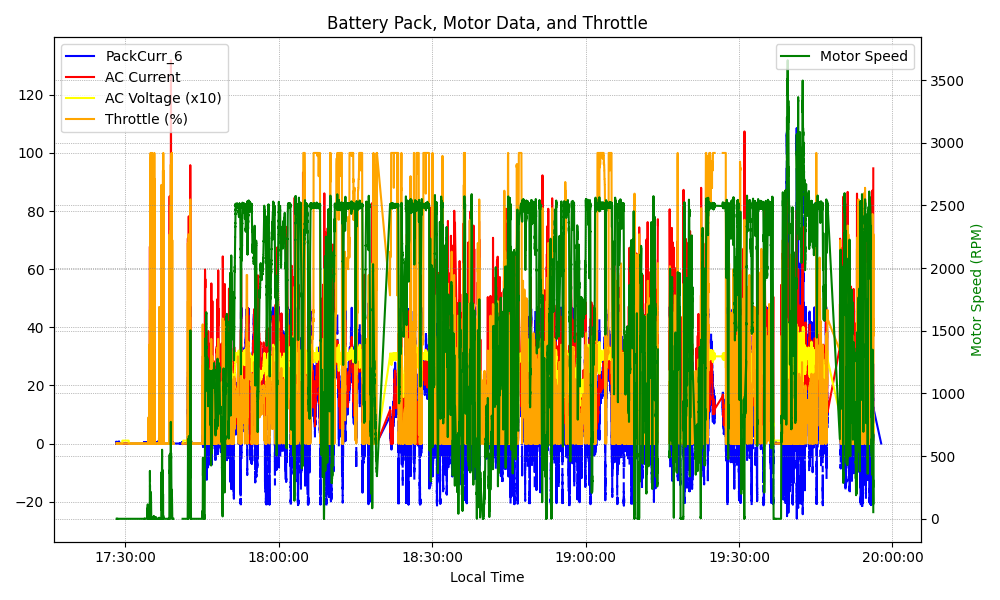 Battery Pack, Motor Data, and Throttle
PackCurr_6
AC Current
AC Voltage (x10)
Throttle (%)
Motor Speed
120
100
80
60
40
20
0
−20
3500
3000
2500
2000
1500
1000
500
0
Motor Speed (RPM)
17:30:00
18:00:00
18:30:00
19:00:00
19:30:00
20:00:00
Local Time